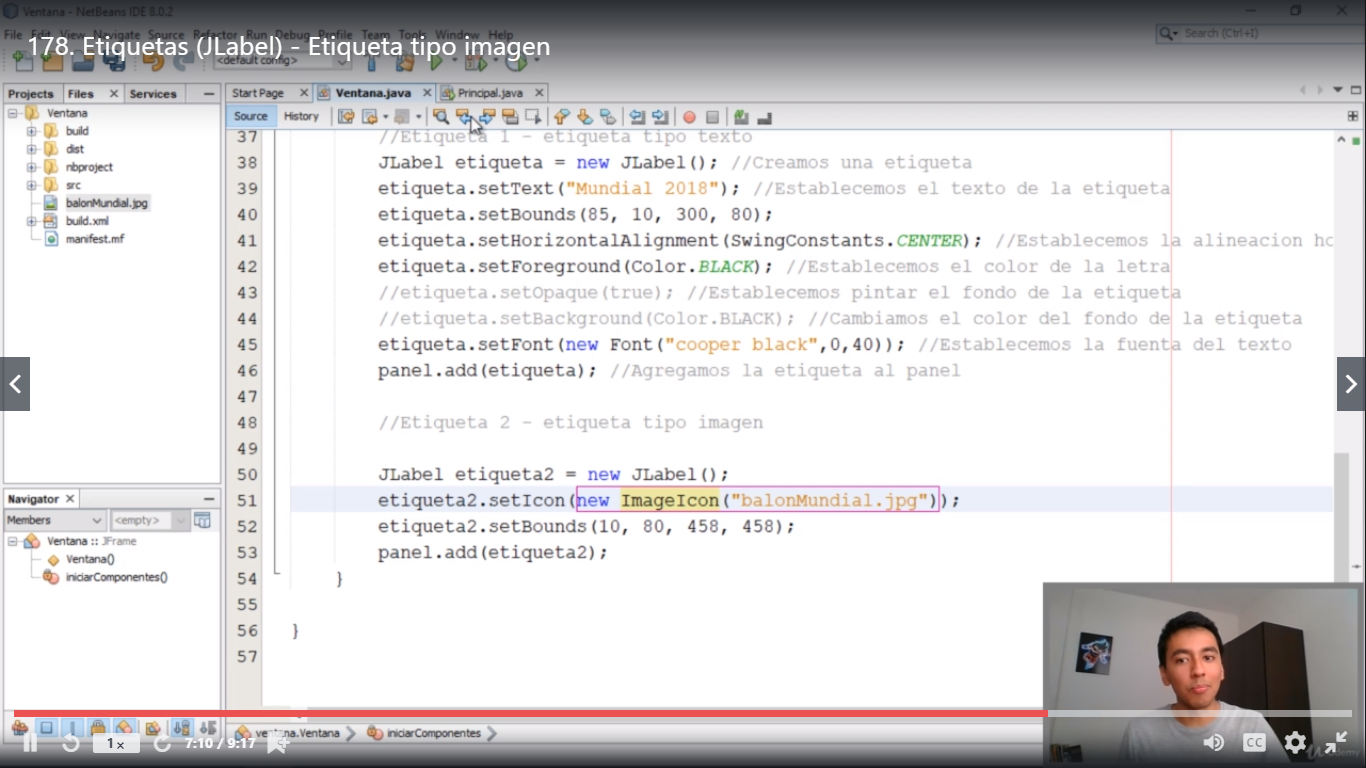 Ventana - NetBeans IDE 8.0.2
File Edit View Navigate Source Refactor Run Debug Profile Team Tools Window Help
178. Etiquetas (JLabel) - Etiqueta tipo imagen
Search (Ctrl+I)
<default config>
Projects Files Services
Start Page Ventana.java Principal.java
Source History
Ventana
build
dist
nbproject
src
balonMundial.jpg
build.xml
manifest.mf
37 //Etiqueta 1 - etiqueta tipo texto
38 JLabel etiqueta = new JLabel(); //Creamos una etiqueta
39 etiqueta.setText("Mundial 2018"); //Establecemos el texto de la etiqueta
40 etiqueta.setBounds(85, 10, 300, 80);
41 etiqueta.setHorizontalAlignment(SwingConstants.CENTER); //Establecemos la alineacion ho
42 etiqueta.setForeground(Color.BLACK); //Establecemos el color de la letra
43 //etiqueta.setOpaque(true); //Establecemos pintar el fondo de la etiqueta
44 //etiqueta.setBackground(Color.BLACK); //Cambiamos el color del fondo de la etiqueta
45 etiqueta.setFont(new Font("cooper black",0,40)); //Establecemos la fuenta del texto
46 panel.add(etiqueta); //Agregamos la etiqueta al panel
47
48 //Etiqueta 2 - etiqueta tipo imagen
49
50 JLabel etiqueta2 = new JLabel();
51 etiqueta2.setIcon(new ImageIcon("balonMundial.jpg"));
52 etiqueta2.setBounds(10, 80, 458, 458);
53 panel.add(etiqueta2);
54 }
55
56 }
57
Navigator
Members <empty>
Ventana :: JFrame
Ventana()
iniciarComponentes()
ventana.Ventana iniciarComponentes
1x 7:10 / 9:17 CC